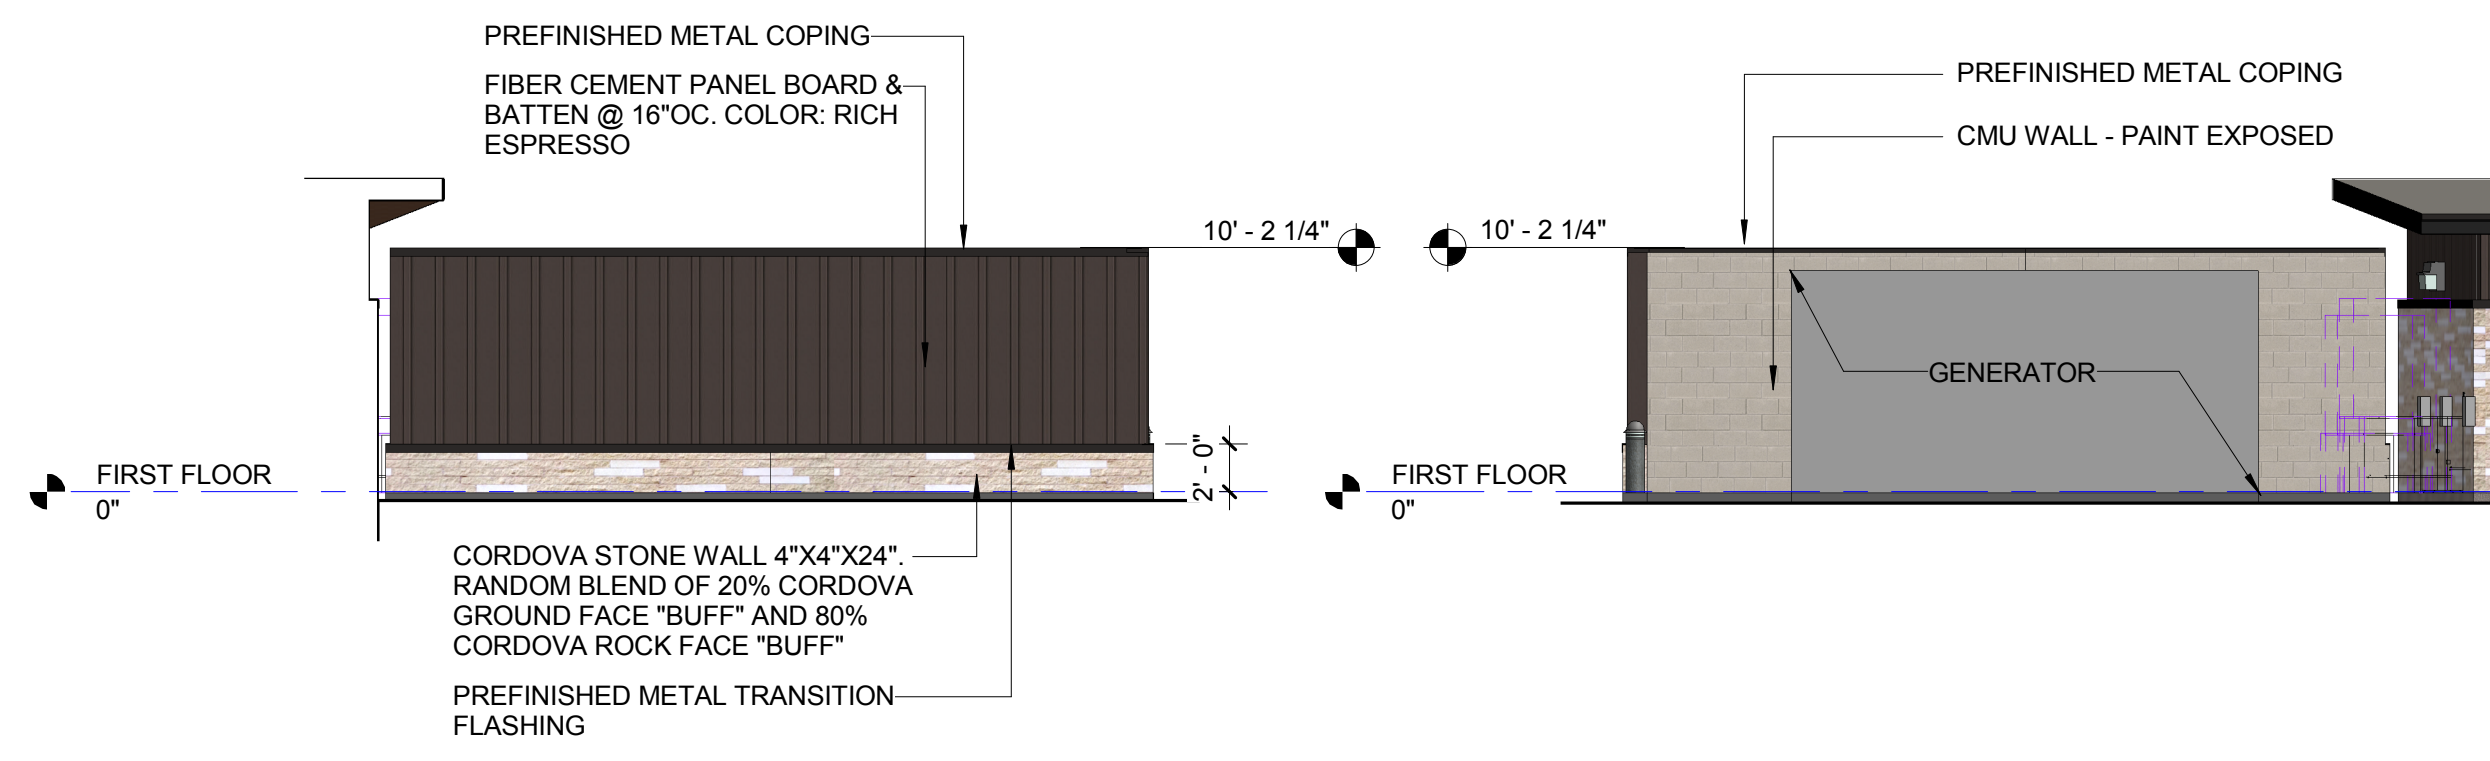 PREFINISHED METAL COPING
FIBER CEMENT PANEL BOARD &
BATTEN @ 16"OC. COLOR: RICH
ESPRESSO
10' - 2 1/4"
FIRST FLOOR
0"
2' - 0"
CORDOVA STONE WALL 4"X4"X24".
RANDOM BLEND OF 20% CORDOVA
GROUND FACE "BUFF" AND 80%
CORDOVA ROCK FACE "BUFF"
PREFINISHED METAL TRANSITION
FLASHING
PREFINISHED METAL COPING
CMU WALL - PAINT EXPOSED
10' - 2 1/4"
GENERATOR
FIRST FLOOR
0"